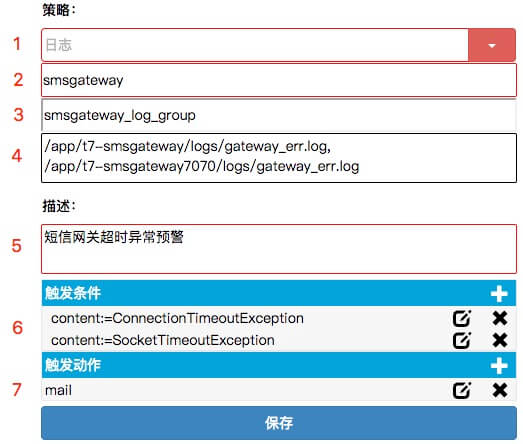 策略：
1 日志
2 smsgateway
3 smsgateway_log_group
4 /app/t7-smsgateway/logs/gateway_err.log,
/app/t7-smsgateway7070/logs/gateway_err.log
描述：
5 短信网关超时异常预警
触发条件
6 content:=ConnectionTimeoutException
content:=SocketTimeoutException
触发动作
7 mail
保存